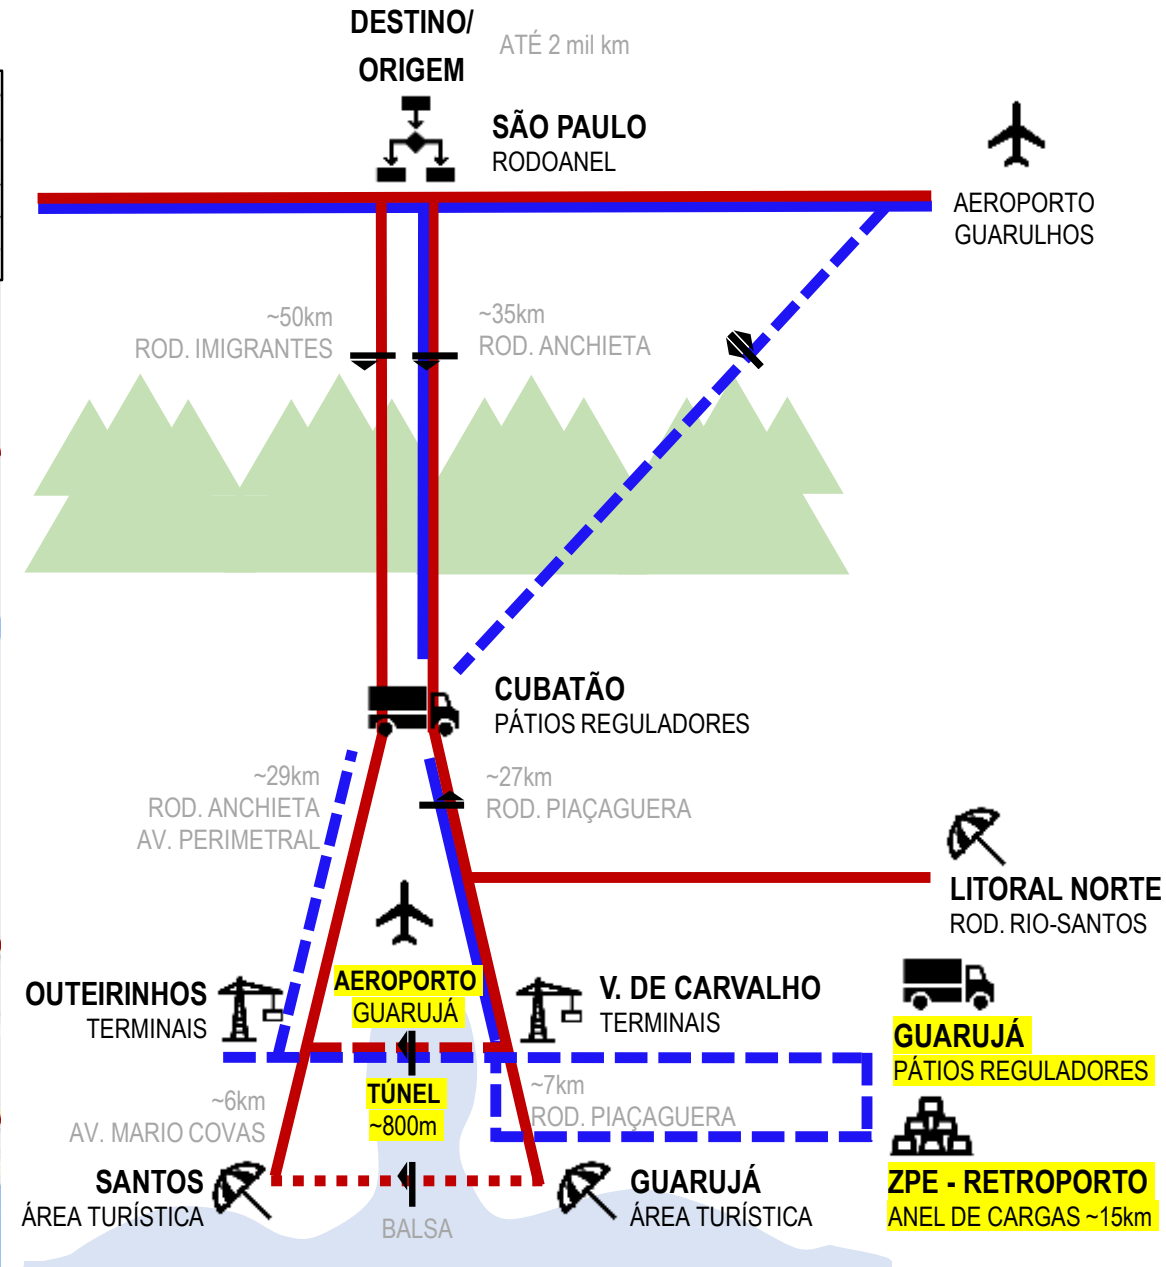 DESTINO/
ORIGEM
ATÉ 2 mil km
SÃO PAULO
RODOANEL
AEROPORTO
GUARULHOS
~50km
ROD. IMIGRANTES
~35km
ROD. ANCHIETA
CUBATÃO
PÁTIOS REGULADORES
~29km
ROD. ANCHIETA
AV. PERIMETRAL
~27km
ROD. PIAÇAGUERA
LITORAL NORTE
ROD. RIO-SANTOS
OUTEIRINHOS
TERMINAIS
AEROPORTO
GUARUJÁ
V. DE CARVALHO
TERMINAIS
GUARUJÁ
PÁTIOS REGULADORES
TÚNEL
~800m
~6km
AV. MARIO COVAS
~7km
ROD. PIAÇAGUERA
SANTOS
ÁREA TURÍSTICA
BALSA
GUARUJÁ
ÁREA TURÍSTICA
ZPE - RETROPORTO
ANEL DE CARGAS ~15km